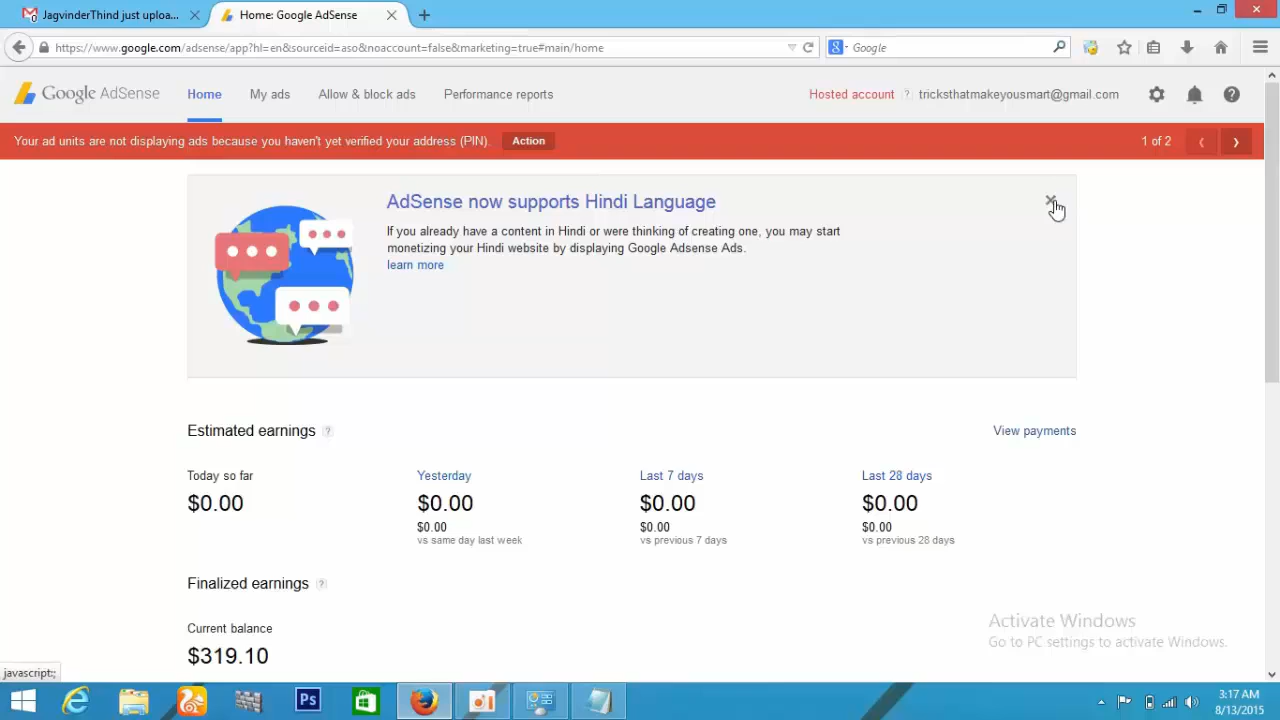 JagvinderThind just uploa...
Home: Google AdSense
https://www.google.com/adsense/app?hl=en&sourceid=aso&noaccount=false&marketing=true#main/home
Google
Google AdSense
Home
My ads
Allow & block ads
Performance reports
Hosted account ?
tricksthatmakeyousmart@gmail.com
Your ad units are not displaying ads because you haven't yet verified your address (PIN).
Action
1 of 2
AdSense now supports Hindi Language
If you already have a content in Hindi or were thinking of creating one, you may start
monetizing your Hindi website by displaying Google Adsense Ads.
learn more
Estimated earnings ?
View payments
Today so far
Yesterday
Last 7 days
Last 28 days
$0.00
$0.00
$0.00
$0.00
$0.00
$0.00
$0.00
vs same day last week
vs previous 7 days
vs previous 28 days
Finalized earnings ?
Current balance
$319.10
Activate Windows
Go to PC settings to activate Windows.
javascript:;
Ps
3:17 AM
8/13/2015